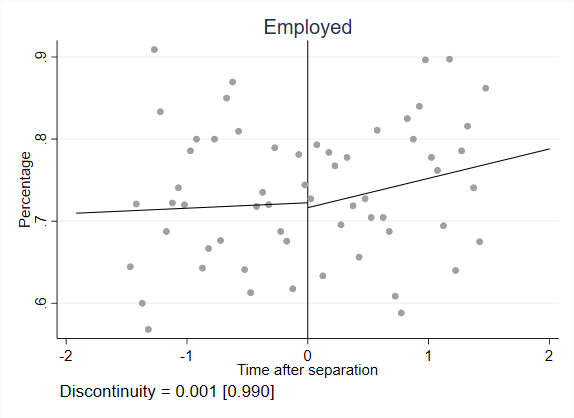 Employed
Percentage
.9
.8
.7
.6
-2 -1 0 1 2
Time after separation
Discontinuity = 0.001 [0.990]